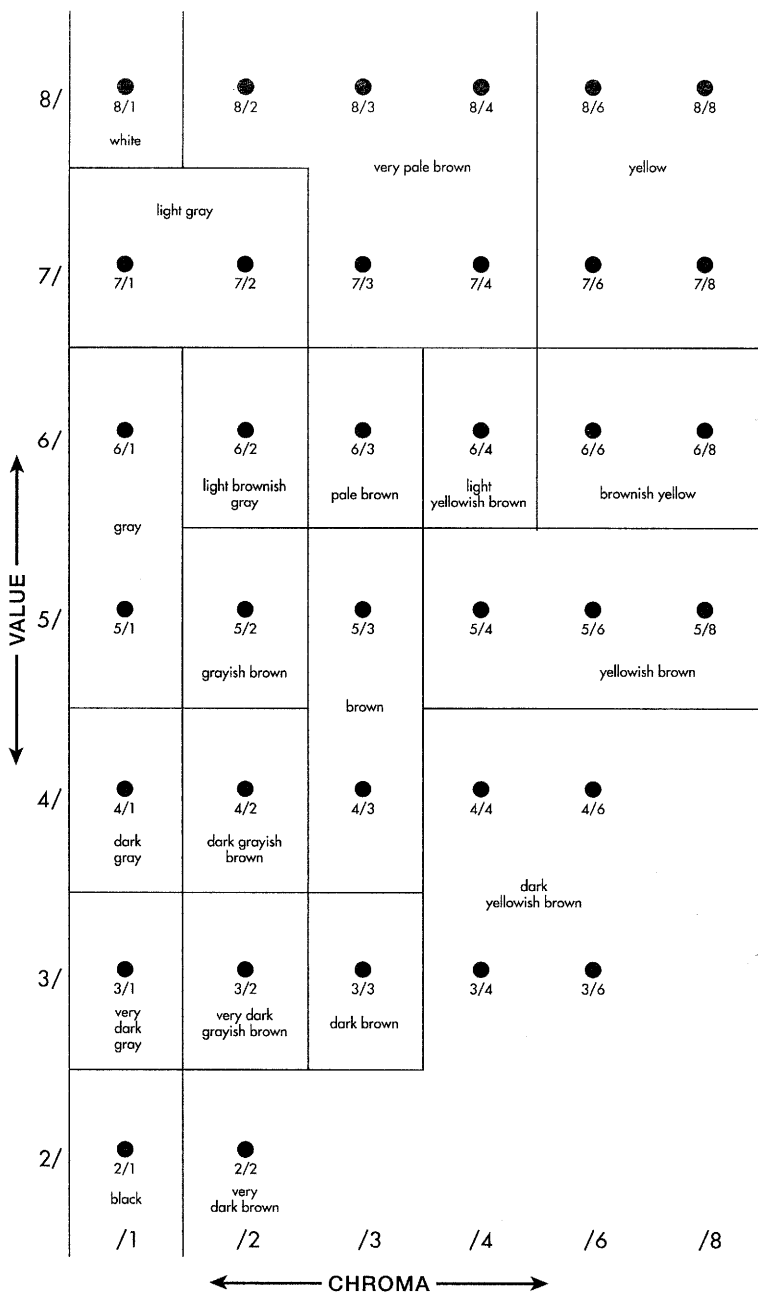 8/
8/1 8/2 8/3 8/4 8/6 8/8
white
very pale brown yellow
light gray
7/
7/1 7/2 7/3 7/4 7/6 7/8
6/
6/1 6/2 6/3 6/4 6/6 6/8
light brownish
gray
pale brown
light
yellowish brown
brownish yellow
gray
VALUE
5/
5/1 5/2 5/3 5/4 5/6 5/8
grayish brown
yellowish brown
brown
4/
4/1 4/2 4/3 4/4 4/6
dark
gray
dark grayish
brown
dark
yellowish brown
3/
3/1 3/2 3/3 3/4 3/6
very
dark
gray
very dark
grayish brown
dark brown
2/
2/1 2/2
black
very
dark brown
/1 /2 /3 /4 /6 /8
CHROMA